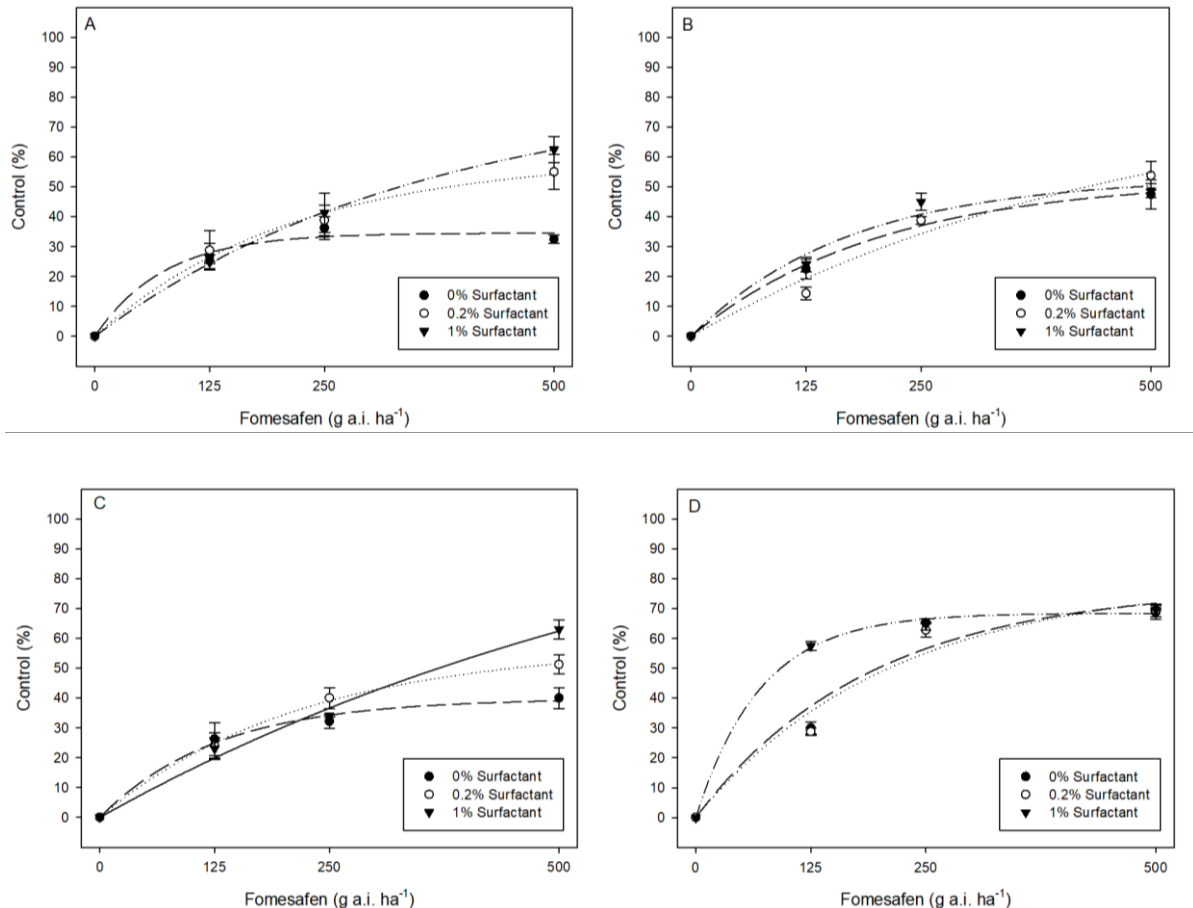 A
100
90
80
70
60
50
40
30
20
10
0
Control (%)
0% Surfactant
0.2% Surfactant
1% Surfactant
0 125 250 500
Fomesafen (g a.i. ha⁻¹)
B
100
90
80
70
60
50
40
30
20
10
0
Control (%)
0% Surfactant
0.2% Surfactant
1% Surfactant
0 125 250 500
Fomesafen (g a.i. ha⁻¹)
C
100
90
80
70
60
50
40
30
20
10
0
Control (%)
0% Surfactant
0.2% Surfactant
1% Surfactant
0 125 250 500
Fomesafen (g a.i. ha⁻¹)
D
100
90
80
70
60
50
40
30
20
10
0
Control (%)
0% Surfactant
0.2% Surfactant
1% Surfactant
0 125 250 500
Fomesafen (g a.i. ha⁻¹)